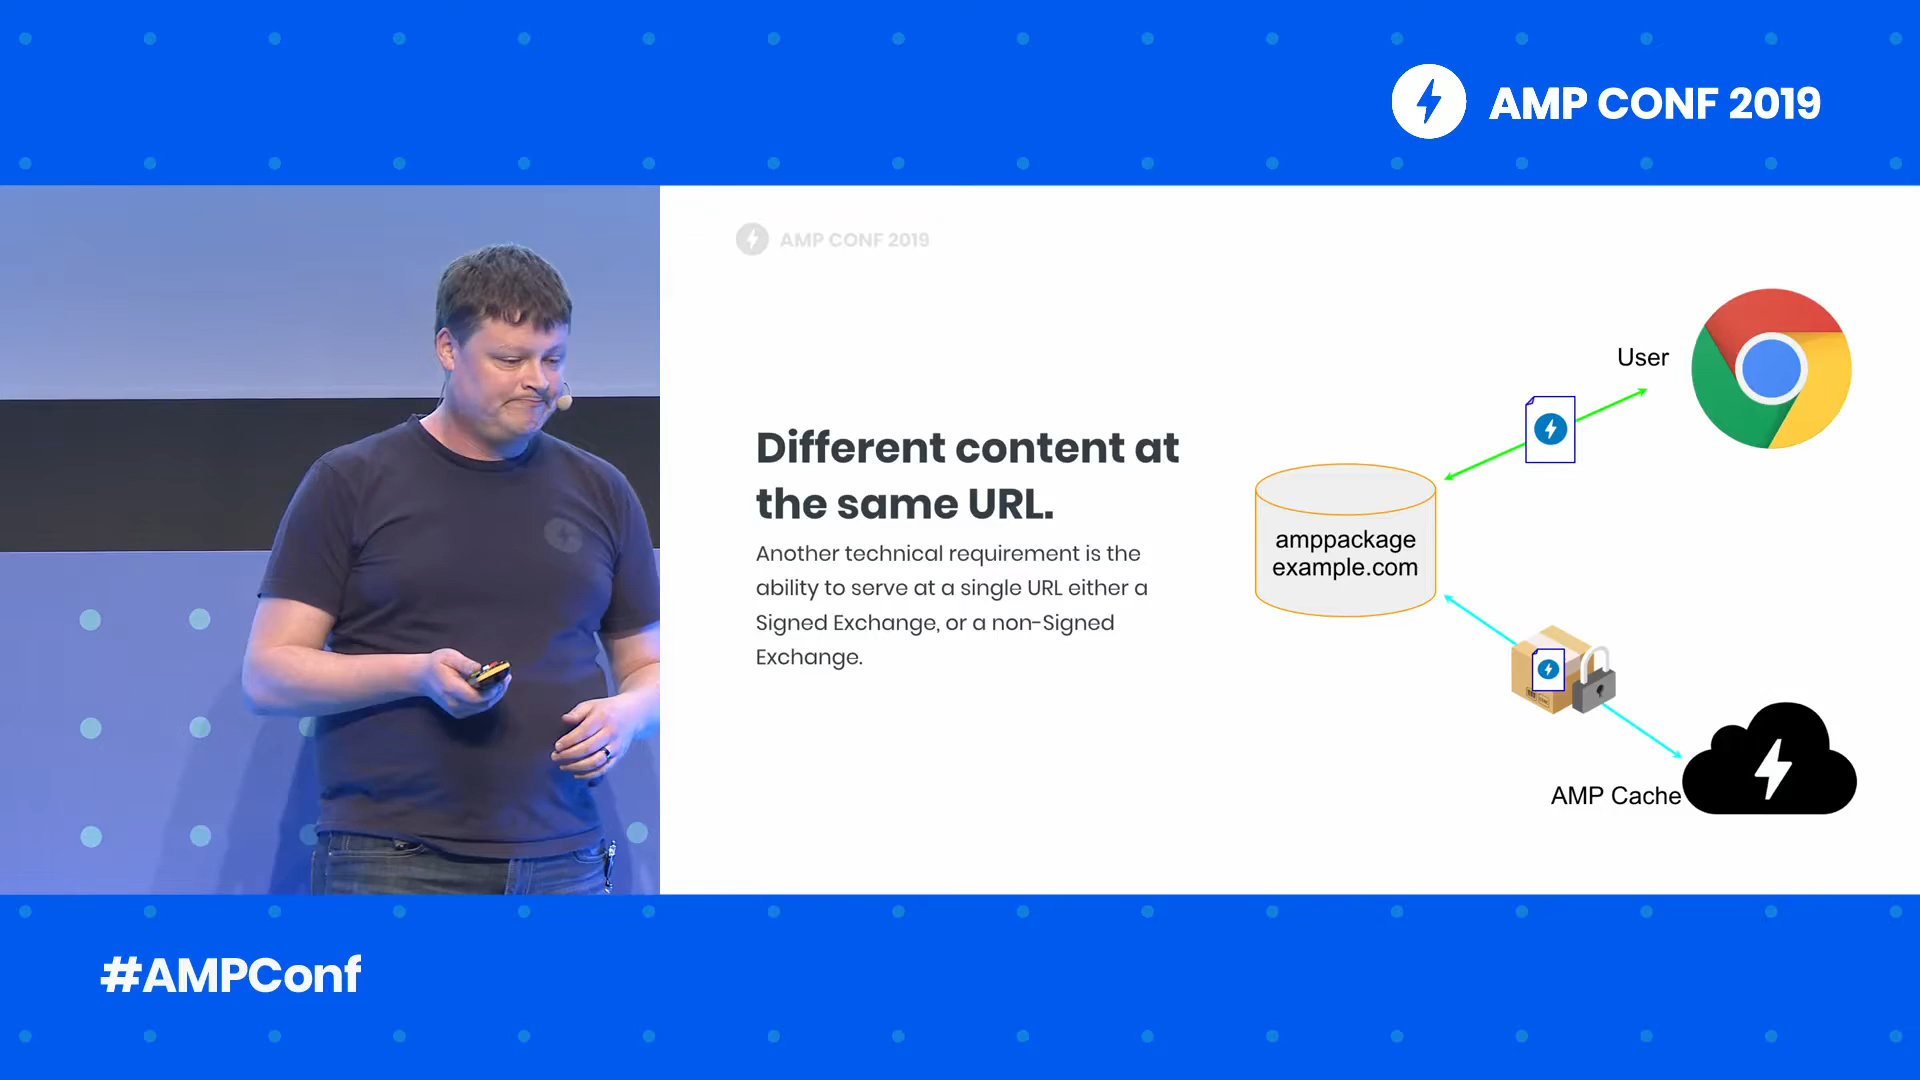 AMP CONF 2019
AMP CONF 2019
Different content at
the same URL.
Another technical requirement is the
ability to serve at a single URL either a
Signed Exchange, or a non-Signed
Exchange.
User
amppackage
example.com
AMP Cache
#AMPConf